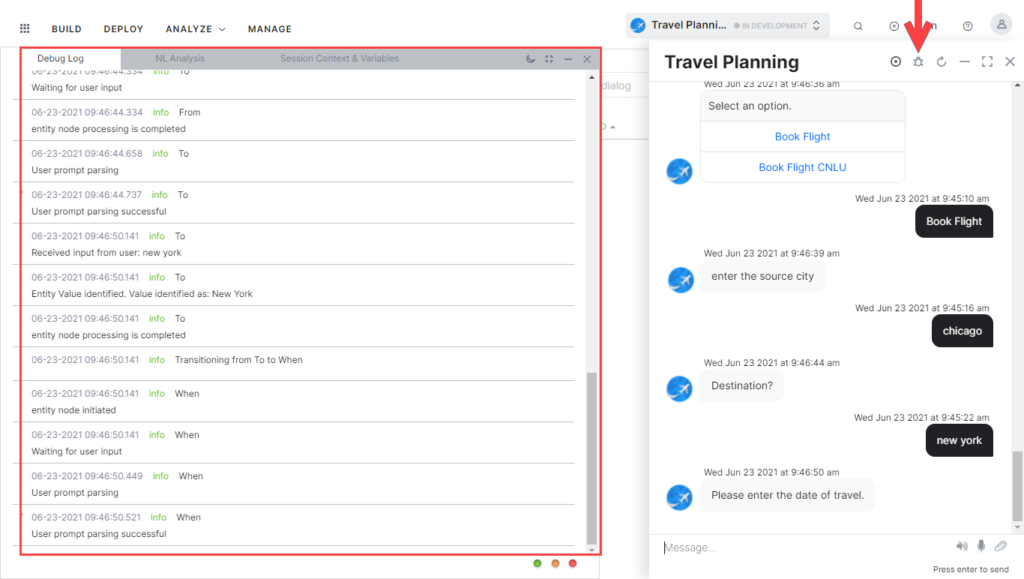 BUILD DEPLOY ANALYZE MANAGE
Travel Planni... IN DEVELOPMENT
Debug Log NL Analysis Session Context & Variables
06-23-2021 09:46:44.334 info To
Waiting for user input
06-23-2021 09:46:44.334 info From
entity node processing is completed
06-23-2021 09:46:44.658 info To
User prompt parsing
06-23-2021 09:46:44.737 info To
User prompt parsing successful
06-23-2021 09:46:50.141 info To
Received input from user: new york
06-23-2021 09:46:50.141 info To
Entity Value identified. Value identified as: New York
06-23-2021 09:46:50.141 info To
entity node processing is completed
06-23-2021 09:46:50.141 info Transitioning from To to When
06-23-2021 09:46:50.141 info When
entity node initiated
06-23-2021 09:46:50.141 info When
Waiting for user input
06-23-2021 09:46:50.449 info When
User prompt parsing
06-23-2021 09:46:50.521 info When
User prompt parsing successful
dialog
Travel Planning
Wed Jun 23 2021 at 9:46:36 am
Select an option.
Book Flight
Book Flight CNLU
Wed Jun 23 2021 at 9:45:10 am
Book Flight
Wed Jun 23 2021 at 9:46:39 am
enter the source city
Wed Jun 23 2021 at 9:45:16 am
chicago
Wed Jun 23 2021 at 9:46:44 am
Destination?
Wed Jun 23 2021 at 9:45:22 am
new york
Wed Jun 23 2021 at 9:46:50 am
Please enter the date of travel.
Message...
Press enter to send